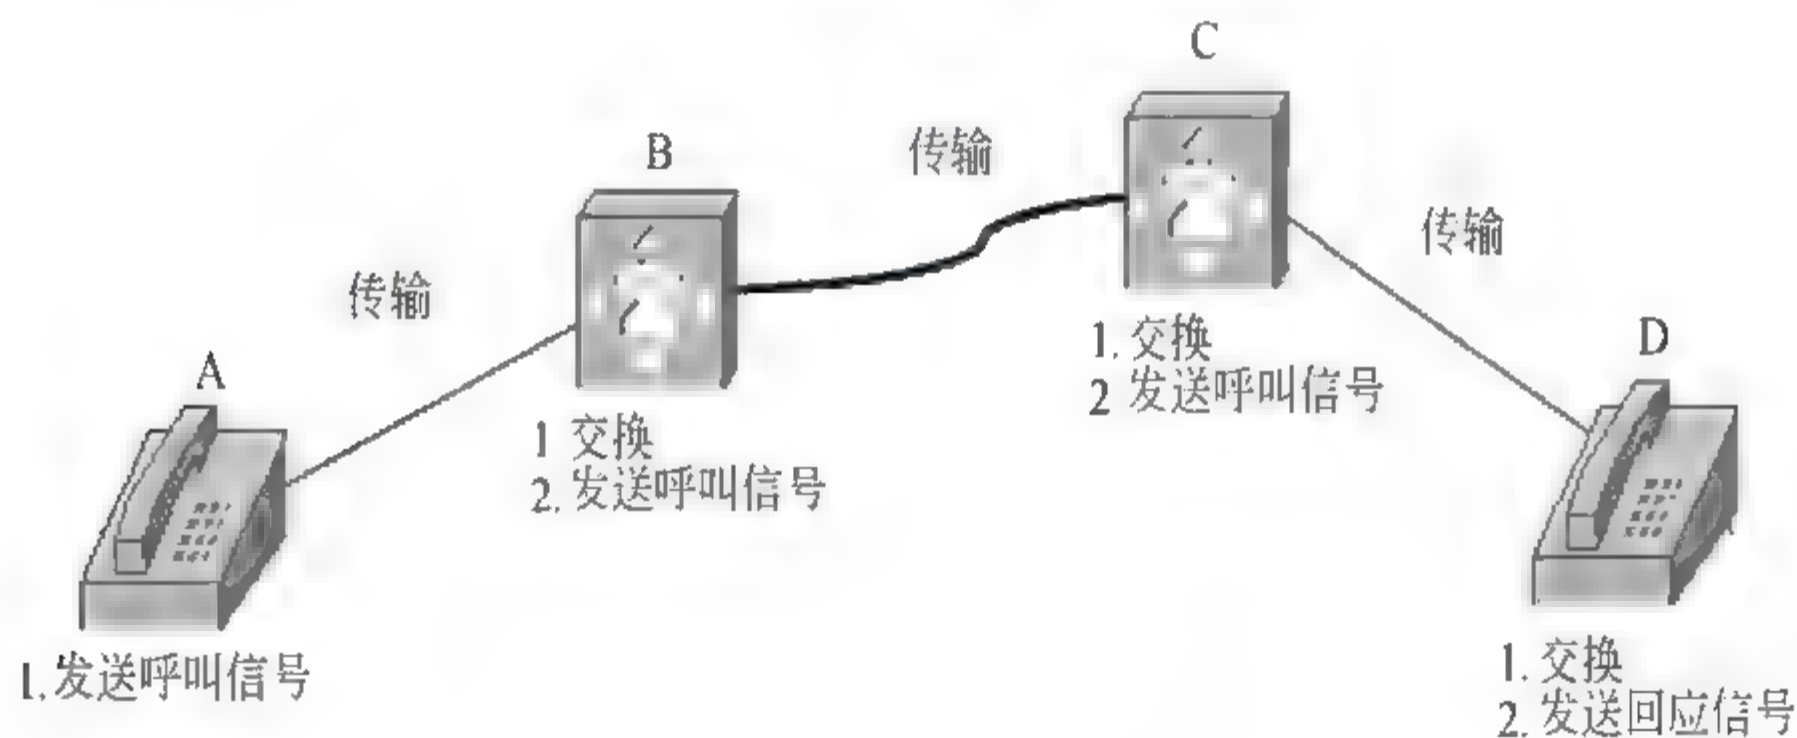 C
B
传输
传输
传输
1. 交换
2 发送呼叫信号
D
A
1 交换
2. 发送呼叫信号
1. 发送呼叫信号
1. 交换
2. 发送回应信号